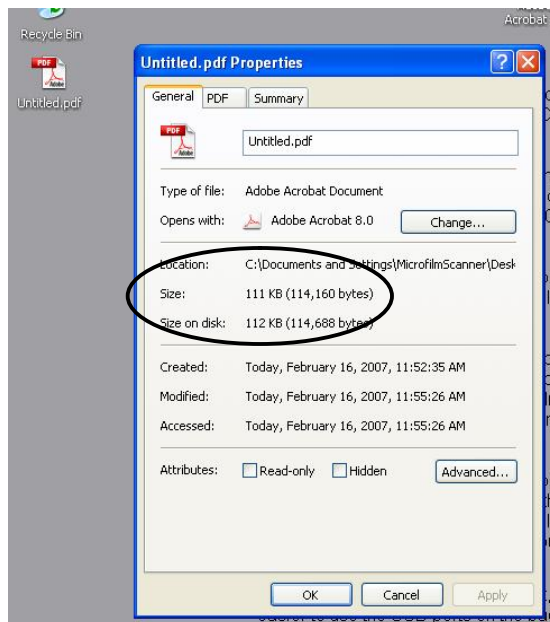 Acrobat
Recycle Bin
Untitled.pdf
Untitled.pdf Properties
General PDF Summary
PDF
Adobe
Untitled.pdf
Type of file: Adobe Acrobat Document
Opens with: Adobe Acrobat 8.0 Change...
Location: C:\Documents and Settings\MicrofilmScanner\Desk
Size: 111 KB (114,160 bytes)
Size on disk: 112 KB (114,688 bytes)
Created: Today, February 16, 2007, 11:52:35 AM
Modified: Today, February 16, 2007, 11:55:26 AM
Accessed: Today, February 16, 2007, 11:55:26 AM
Attributes: Read-only Hidden Advanced...
OK Cancel Apply